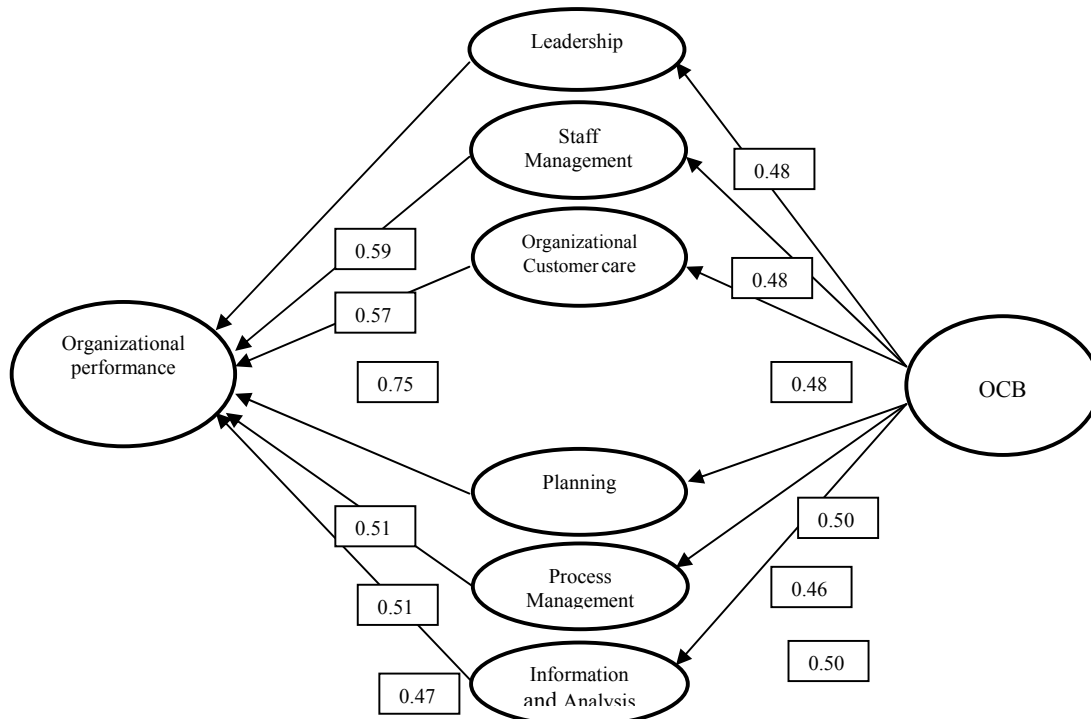 Leadership
Staff
Management
0.48
0.59
Organizational
Customer care
0.48
0.57
Organizational
performance
0.75
0.48
OCB
Planning
0.51
0.50
Process
Management
0.46
0.51
Information
and Analysis
0.50
0.47